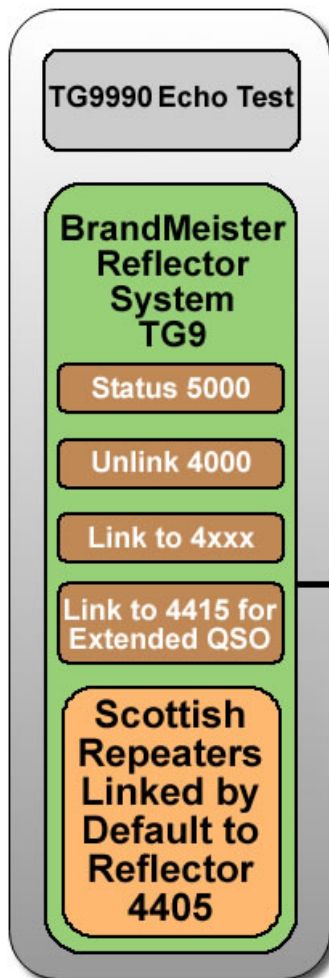 TG9990 Echo Test
BrandMeister
Reflector
System
TG9
Status 5000
Unlink 4000
Link to 4xxx
Link to 4415 for
Extended QSO
Scottish
Repeaters
Linked by
Default to
Reflector
4405